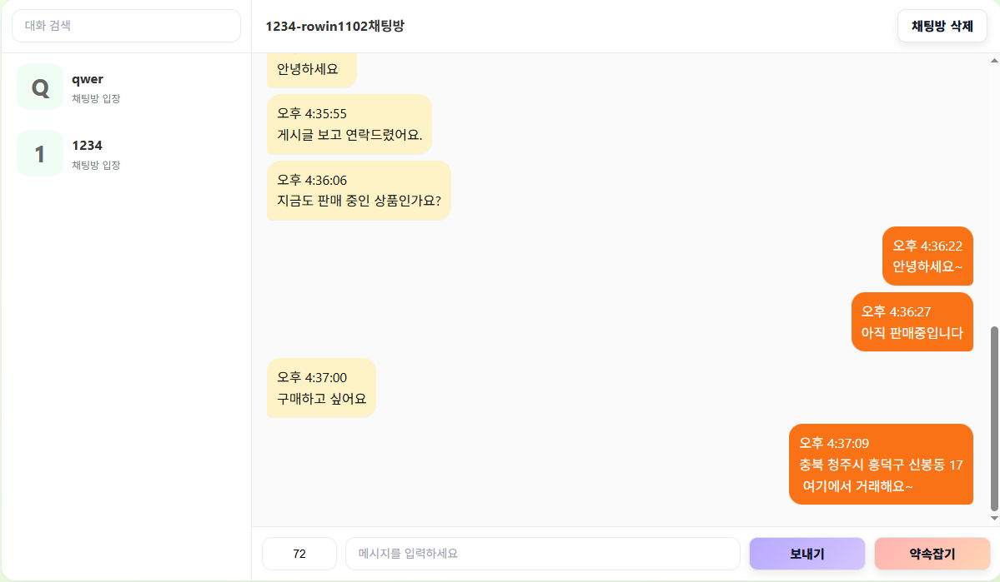 대화 검색
Q
qwer
채팅방 입장
1
1234
채팅방 입장
1234-rowin1102채팅방
채팅방 삭제
안녕하세요
오후 4:35:55
게시글 보고 연락드렸어요.
오후 4:36:06
지금도 판매 중인 상품인가요?
오후 4:36:22
안녕하세요~
오후 4:36:27
아직 판매중입니다
오후 4:37:00
구매하고 싶어요
오후 4:37:09
충북 청주시 흥덕구 신봉동 17
여기에서 거래해요~
72
메시지를 입력하세요
보내기
약속잡기